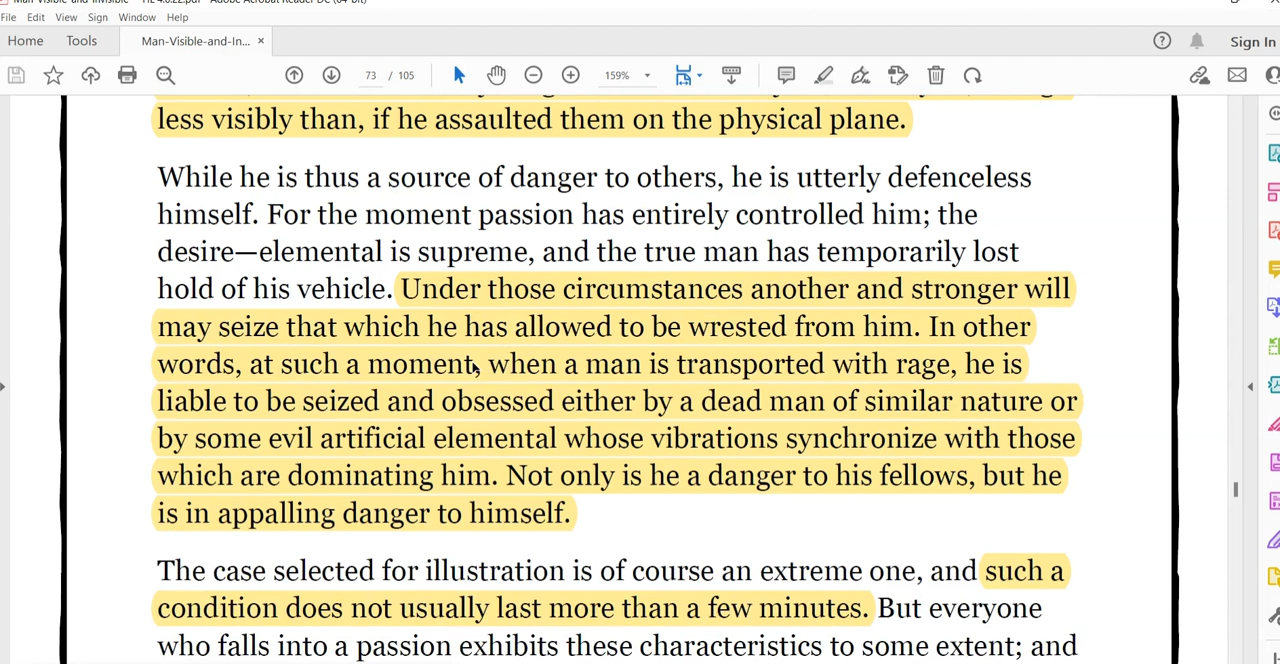 File Edit View Sign Window Help
Home Tools Man-Visible-and-In... × Sign In
73 / 105 159%
less visibly than, if he assaulted them on the physical plane.
While he is thus a source of danger to others, he is utterly defenceless
himself. For the moment passion has entirely controlled him; the
desire—elemental is supreme, and the true man has temporarily lost
hold of his vehicle. Under those circumstances another and stronger will
may seize that which he has allowed to be wrested from him. In other
words, at such a moment, when a man is transported with rage, he is
liable to be seized and obsessed either by a dead man of similar nature or
by some evil artificial elemental whose vibrations synchronize with those
which are dominating him. Not only is he a danger to his fellows, but he
is in appalling danger to himself.
The case selected for illustration is of course an extreme one, and such a
condition does not usually last more than a few minutes. But everyone
who falls into a passion exhibits these characteristics to some extent; and